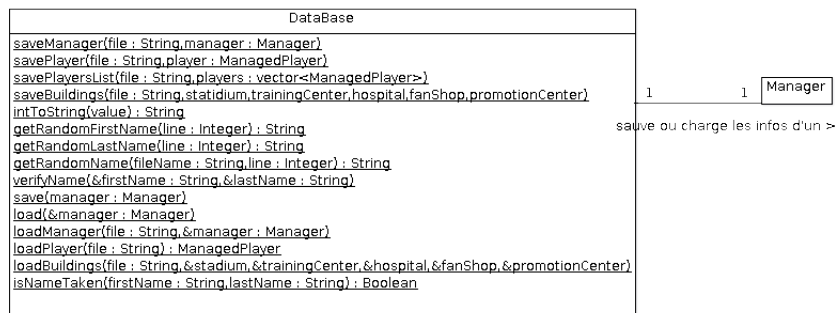 DataBase
saveManager(file : String,manager : Manager)
savePlayer(file : String,player : ManagedPlayer)
savePlayersList(file : String,players : vector<ManagedPlayer>)
saveBuildings(file : String,statidium,trainingCenter,hospital,fanShop,promotionCenter)
intToString(value) : String
getRandomFirstName(line : Integer) : String
getRandomLastName(line : Integer) : String
getRandomName(fileName : String,line : Integer) : String
verifyName(&firstName : String,&lastName : String)
save(manager : Manager)
load(&manager : Manager)
loadManager(file : String,&manager : Manager)
loadPlayer(file : String) : ManagedPlayer
loadBuildings(file : String,&stadium,&trainingCenter,&hospital,&fanShop,&promotionCenter)
isNameTaken(firstName : String,lastName : String) : Boolean
1 1
Manager
sauve ou charge les infos d'un >